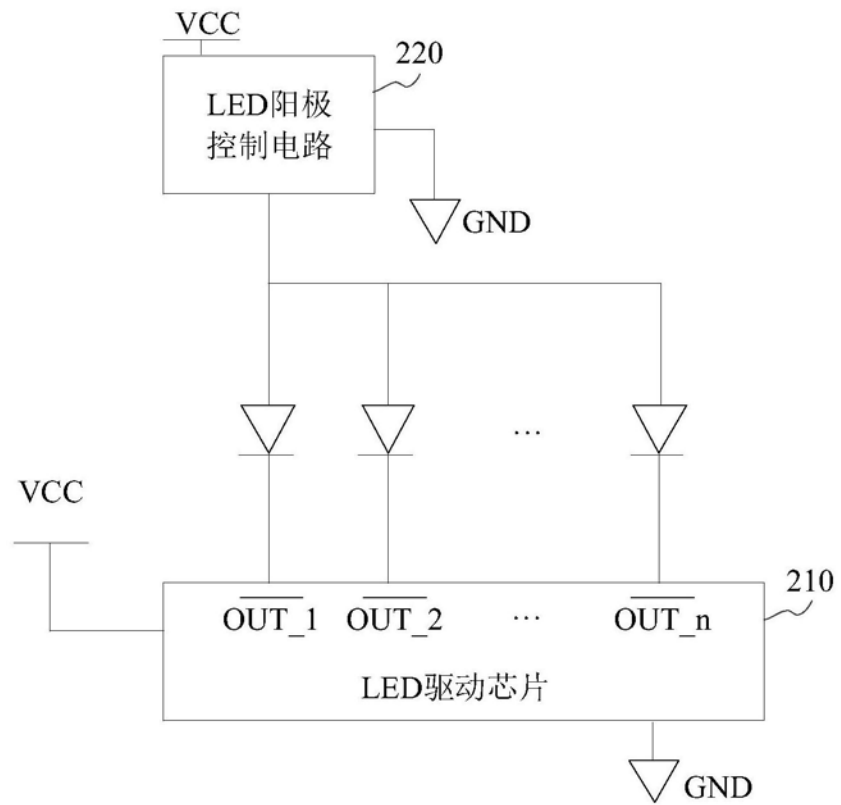 VCC
220
LED阳极
控制电路
GND
…
VCC
210
OUT_1 OUT_2 … OUT_n
LED驱动芯片
GND